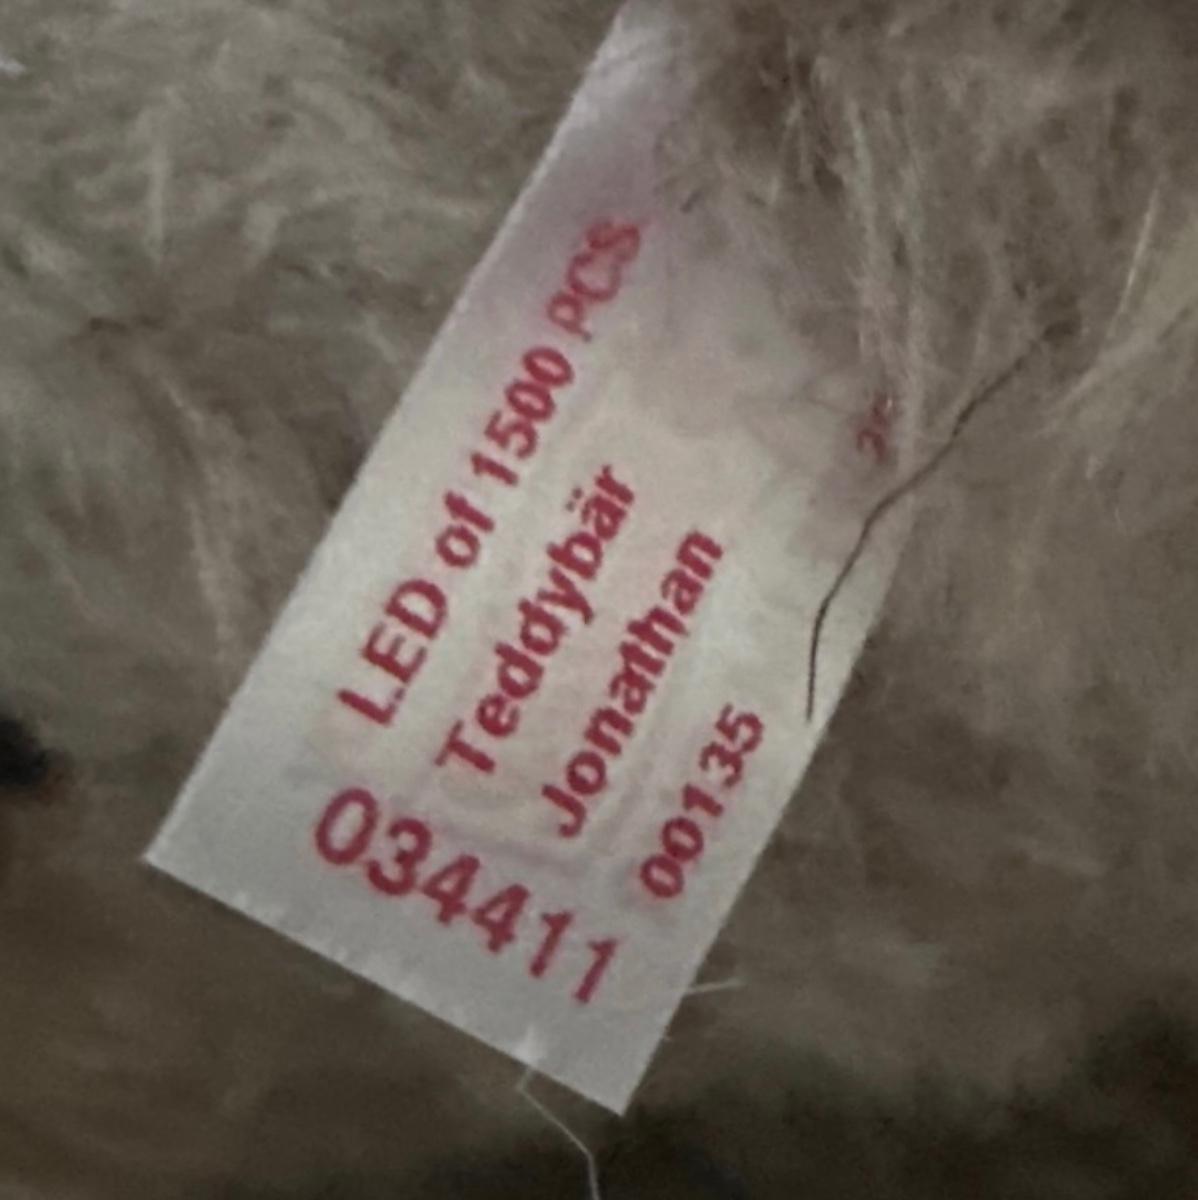 LED of 1500 PCS
Teddybär
Jonathan
00135
034411